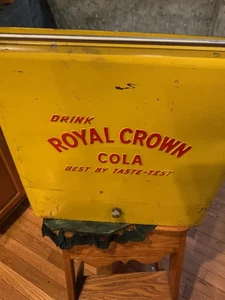 DRINK
ROYAL CROWN
COLA
BEST BY TASTE-TEST